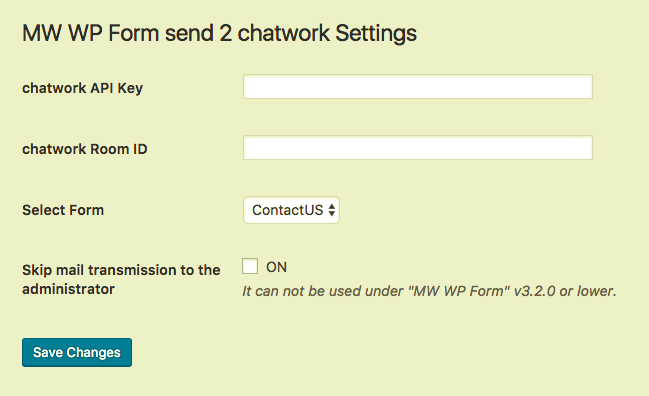 MW WP Form send 2 chatwork Settings
chatwork API Key
chatwork Room ID
Select Form
ContactUS
Skip mail transmission to the
administrator
ON
It can not be used under "MW WP Form" v3.2.0 or lower.
Save Changes